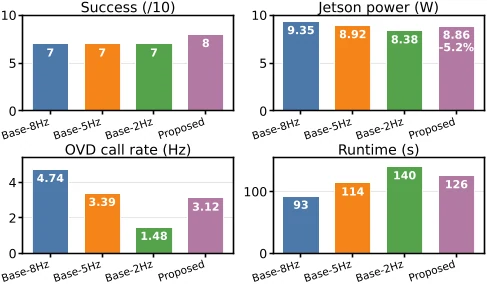 Success (/10)
10
5
0
7
7
7
8
Base-8Hz
Base-5Hz
Base-2Hz
Proposed
Jetson power (W)
10
5
0
9.35
8.92
8.38
8.86
-5.2%
Base-8Hz
Base-5Hz
Base-2Hz
Proposed
OVD call rate (Hz)
4
2
0
4.74
3.39
1.48
3.12
Base-8Hz
Base-5Hz
Base-2Hz
Proposed
Runtime (s)
100
0
93
114
140
126
Base-8Hz
Base-5Hz
Base-2Hz
Proposed